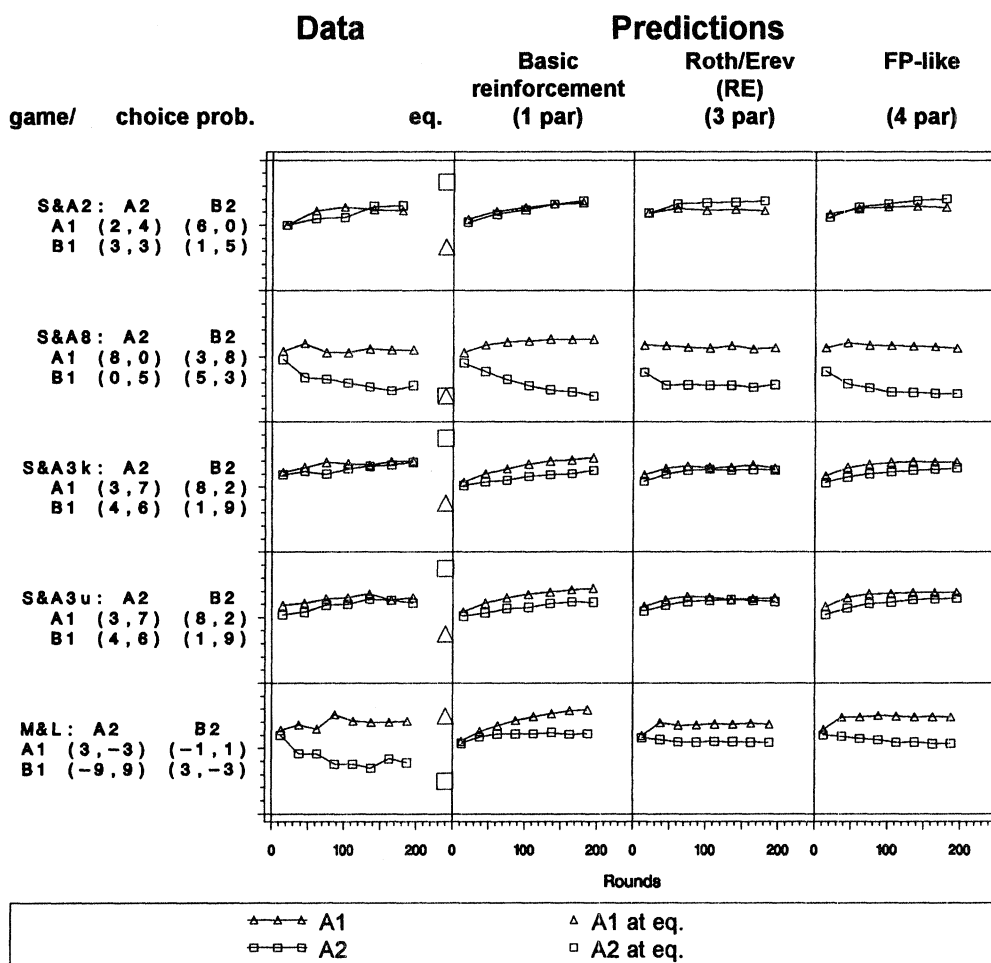 Data Predictions
Basic reinforcement (1 par)
Roth/Erev (RE) (3 par)
FP-like (4 par)
game/ choice prob. eq.
S&A2: A2 B2
A1 (2,4) (6,0)
B1 (3,3) (1,5)
S&A8: A2 B2
A1 (8,0) (3,8)
B1 (0,5) (5,3)
S&A3k: A2 B2
A1 (3,7) (8,2)
B1 (4,6) (1,9)
S&A3u: A2 B2
A1 (3,7) (8,2)
B1 (4,6) (1,9)
M&L: A2 B2
A1 (3,-3) (-1,1)
B1 (-9,9) (3,-3)
0 100 200 0 100 200 0 100 200 0 100 200
Rounds
A1 A1 at eq.
A2 A2 at eq.